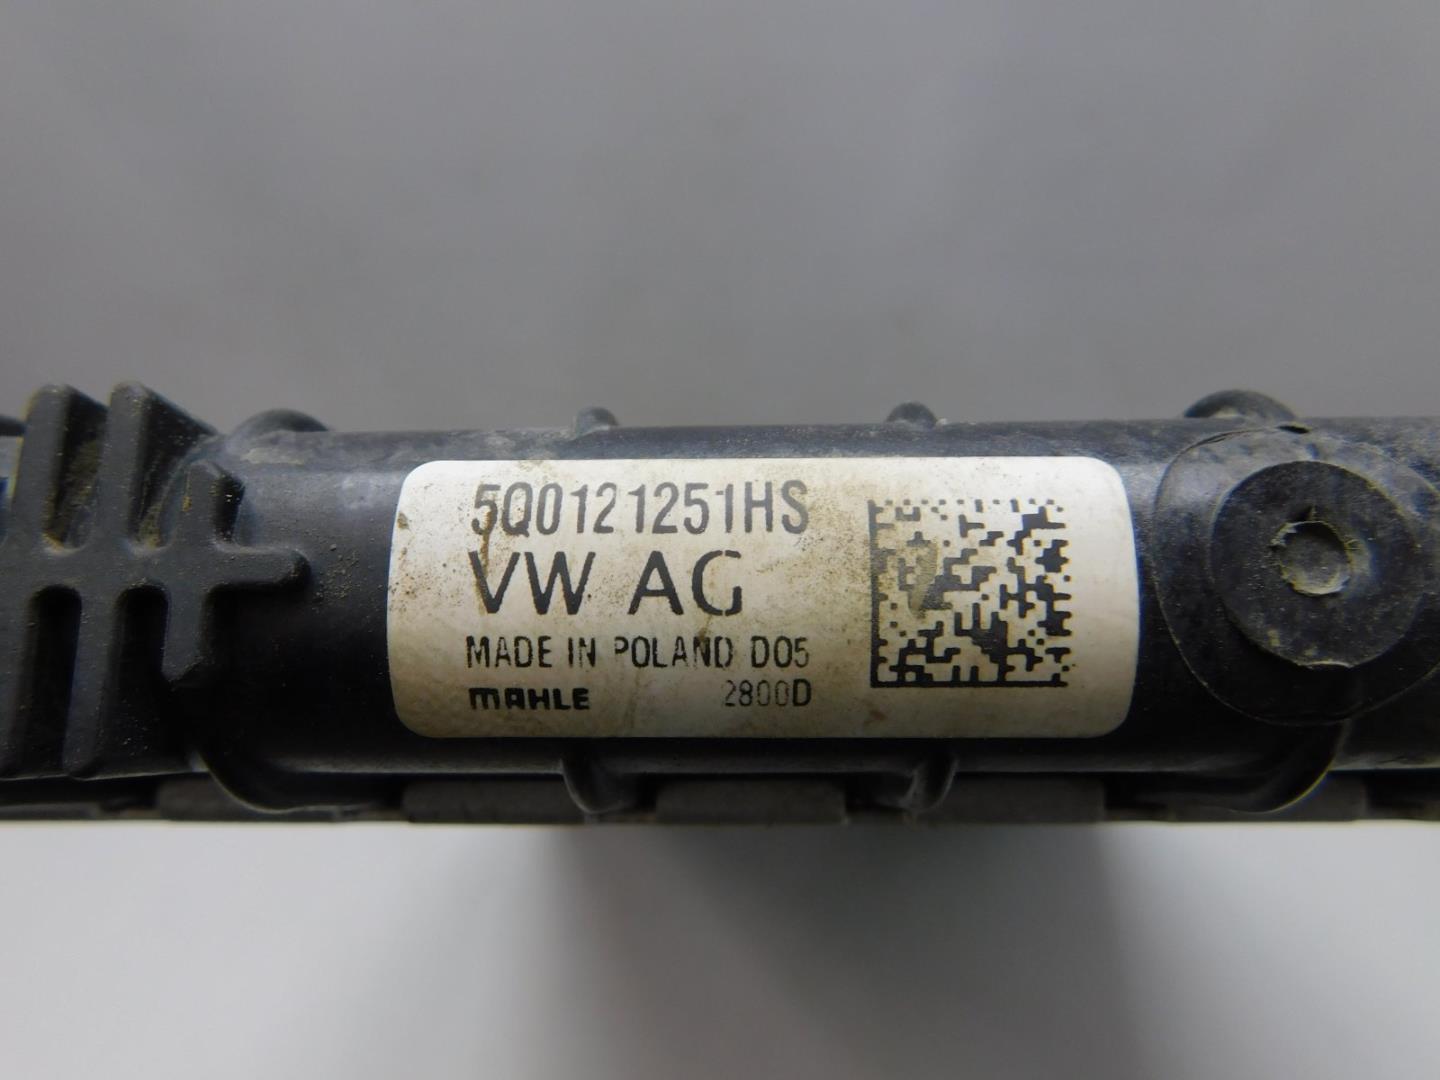 5Q0121251HS
VW AG
MADE IN POLAND D05
MAHLE 2800D